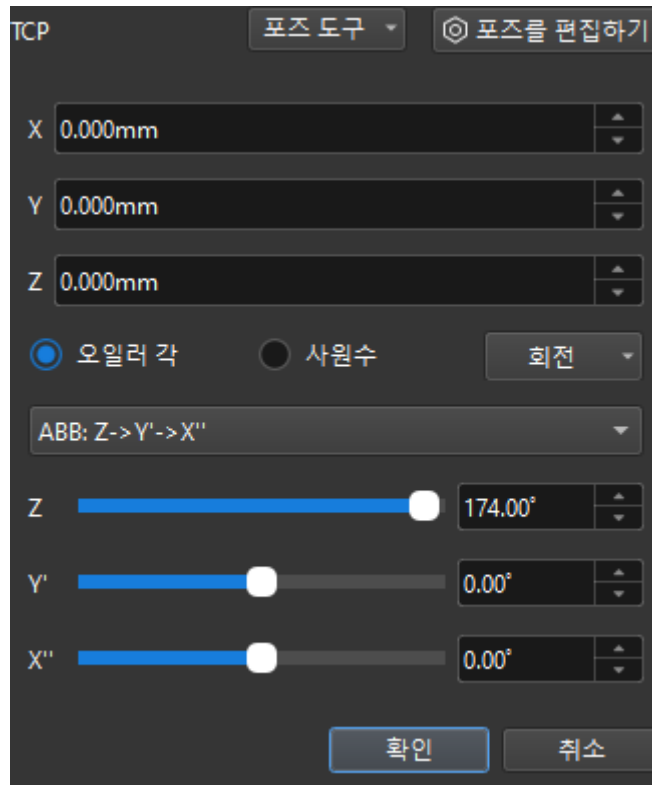 TCP 포즈 도구 포즈를 편집하기
X 0.000mm
Y 0.000mm
Z 0.000mm
오일러 각 사원수 회전
ABB: Z->Y'->X''
Z 174.00°
Y' 0.00°
X'' 0.00°
확인 취소